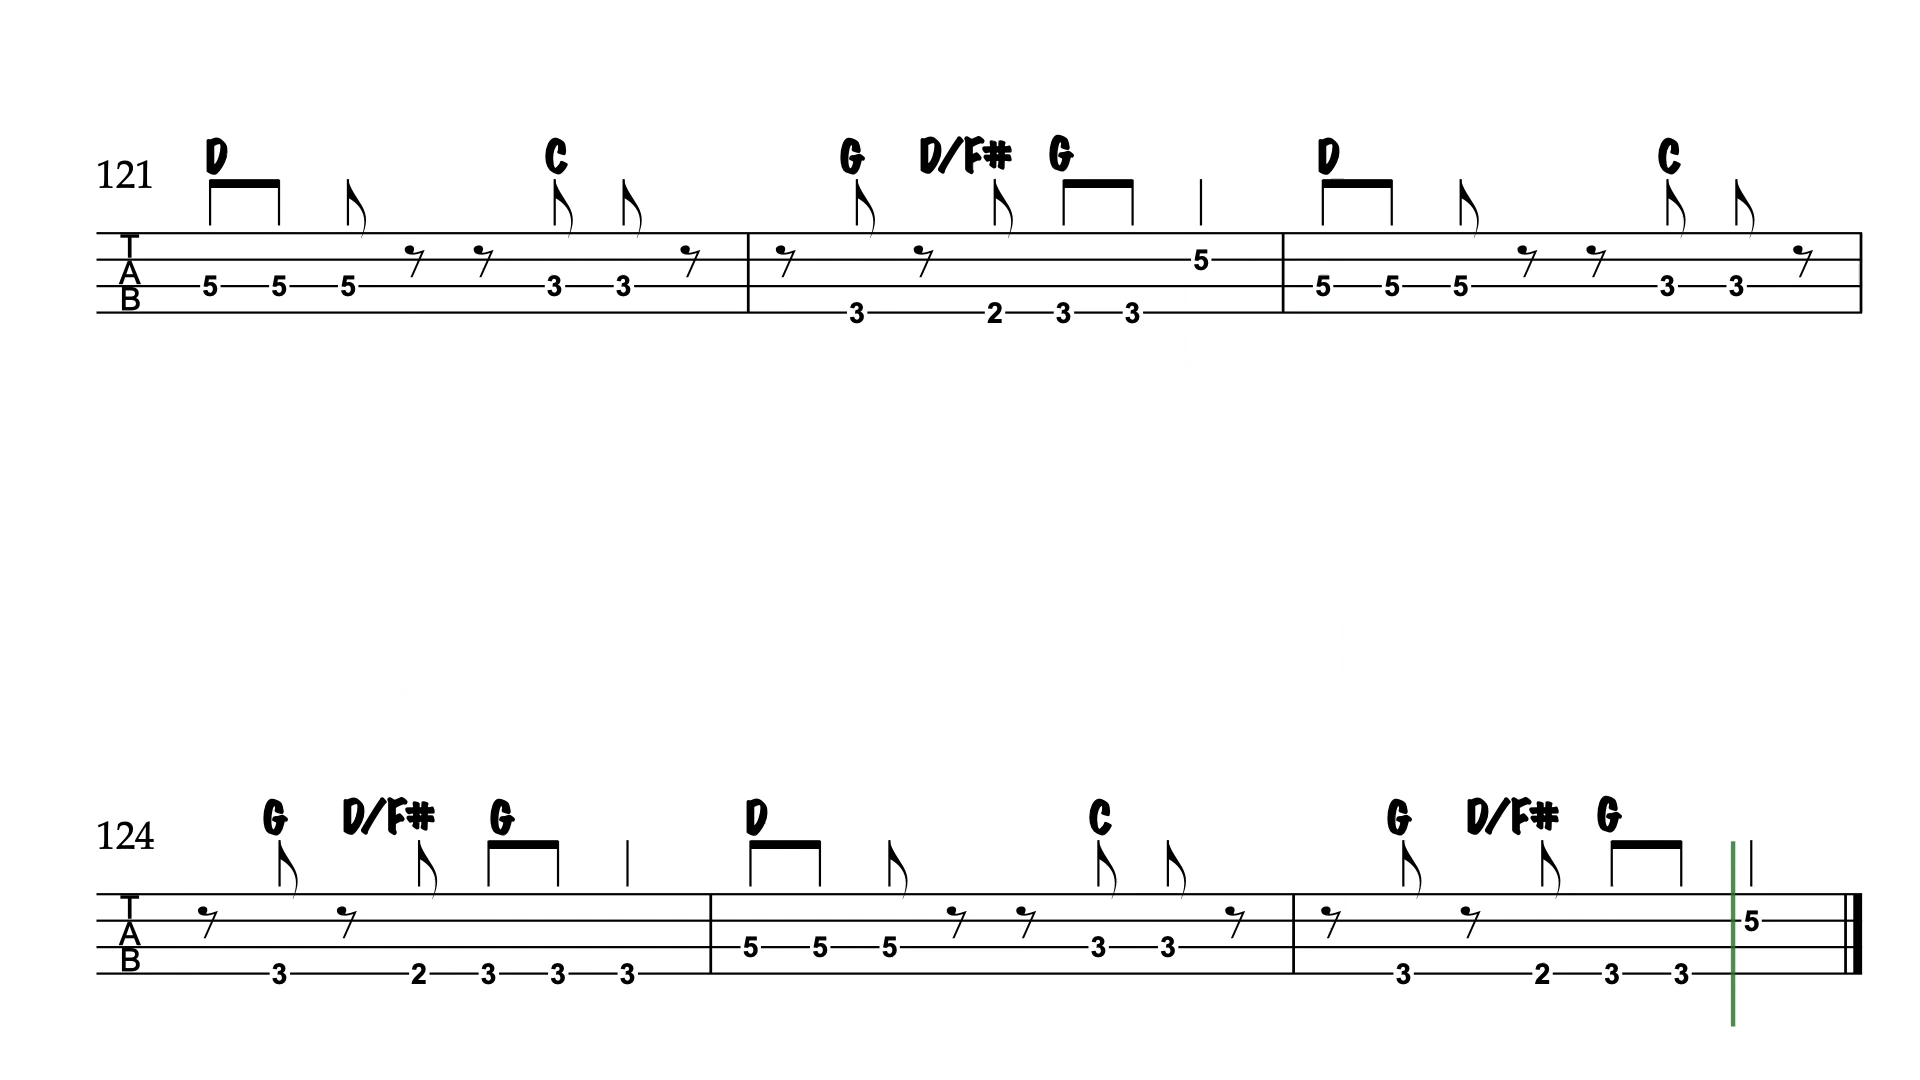 121 D C G D/F# G D C
T
A
B
5
5 5 5 3 3 5 5 5 3 3
3 2 3 3
124 G D/F# G D C G D/F# G
T
A
B
5
5 5 5 3 3
3 2 3 3 3 3 2 3 3